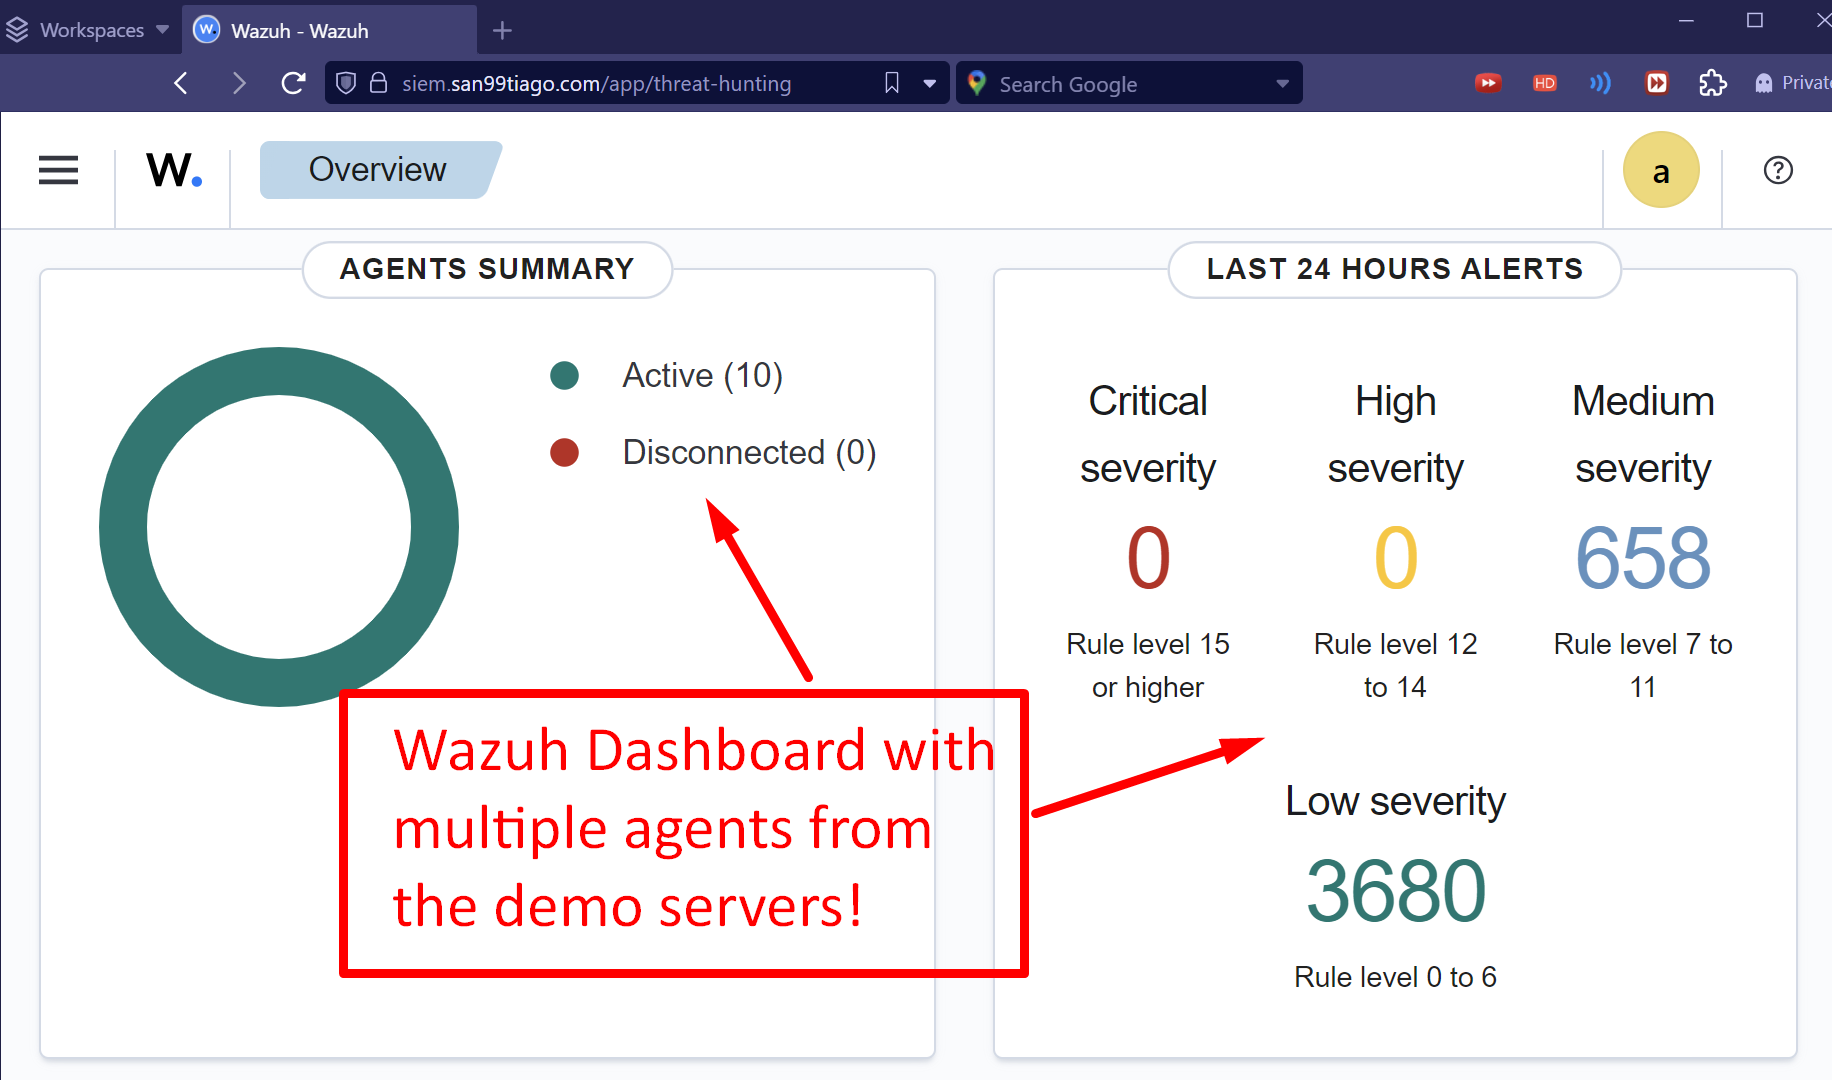 Workspaces
Wazuh - Wazuh
siem.san99tiago.com/app/threat-hunting
Search Google
HD
W.
Overview
a
?
AGENTS SUMMARY
Active (10)
Disconnected (0)
LAST 24 HOURS ALERTS
Critical
severity
0
Rule level 15
or higher
High
severity
0
Rule level 12
to 14
Medium
severity
658
Rule level 7 to
11
Low severity
3680
Rule level 0 to 6
Wazuh Dashboard with
multiple agents from
the demo servers!